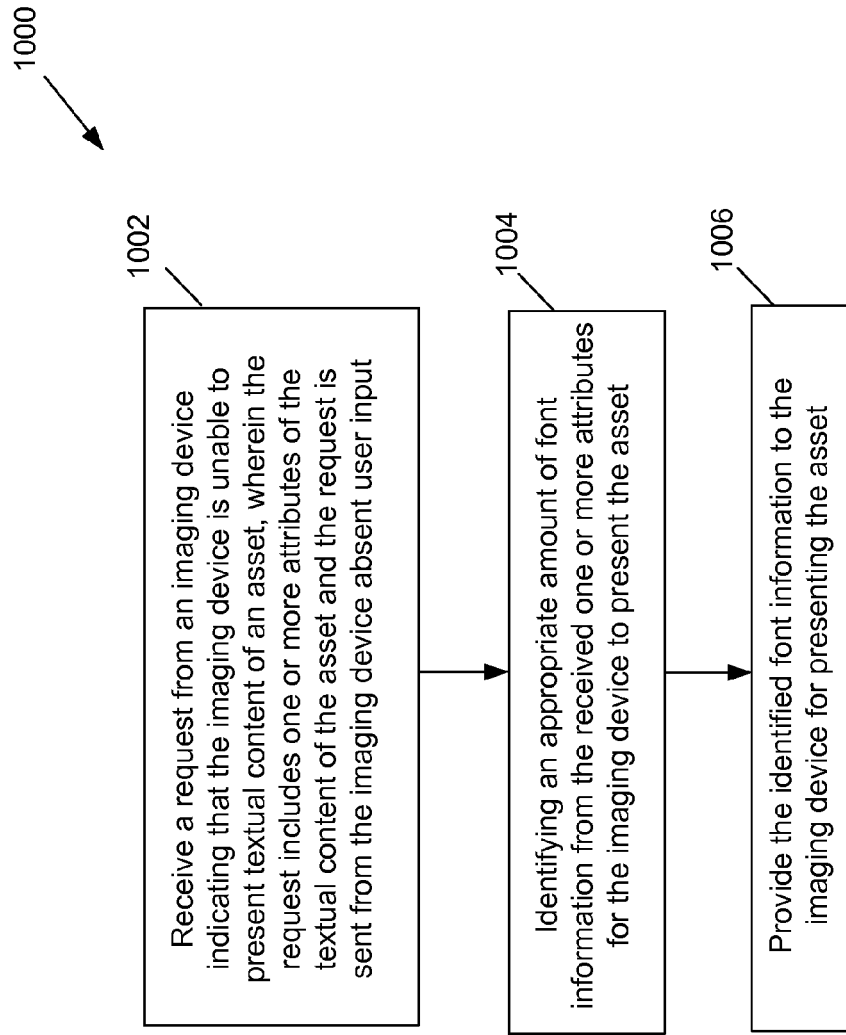 1000
1002
Receive a request from an imaging device
indicating that the imaging device is unable to
present textual content of an asset, wherein the
request includes one or more attributes of the
textual content of the asset and the request is
sent from the imaging device absent user input
1004
Identifying an appropriate amount of font
information from the received one or more attributes
for the imaging device to present the asset
1006
Provide the identified font information to the
imaging device for presenting the asset